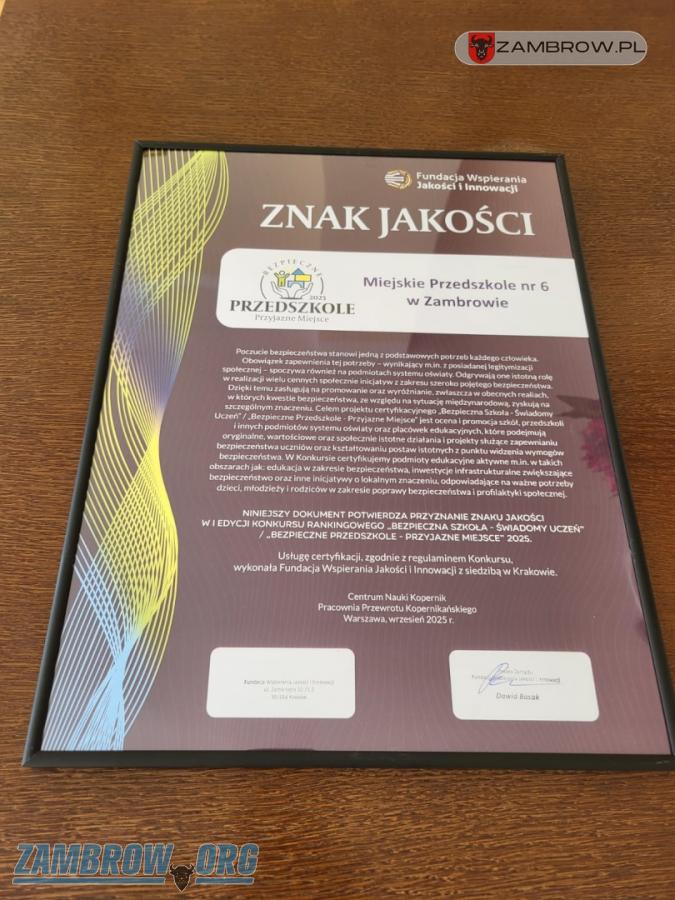 ZAMBROW.PL
Fundacja Wspierania
Jakości i Innowacji
ZNAK JAKOŚCI
BEZPIECZNE
2025
PRZEDSZKOLE
Przyjazne Miejsce
Miejskie Przedszkole nr 6
w Zambrowie
Poczucie bezpieczeństwa stanowi jedną z podstawowych potrzeb każdego człowieka.
Obowiązek zapewnienia tej potrzeby – wynikający m.in. z posiadanej legitymizacji
społecznej – spoczywa również na podmiotach systemu oświaty. Odgrywają one istotną rolę
w realizacji wielu cennych społecznie inicjatyw z zakresu szeroko pojętego bezpieczeństwa.
Dzięki temu zasługują na promowanie oraz wyróżnianie, zwłaszcza w obecnych realiach,
w których kwestie bezpieczeństwa, ze względu na sytuację międzynarodową, zyskują na
szczególnym znaczeniu. Celem projektu certyfikacyjnego „Bezpieczna Szkoła - Świadomy
Uczeń" / „Bezpieczne Przedszkole - Przyjazne Miejsce" jest ocena i promocja szkół, przedszkoli
i innych podmiotów systemu oświaty oraz placówek edukacyjnych, które podejmują
oryginalne, wartościowe oraz społecznie istotne działania i projekty służące zapewnianiu
bezpieczeństwa uczniów oraz kształtowaniu postaw istotnych z punktu widzenia wymogów
bezpieczeństwa. W Konkursie certyfikujemy podmioty edukacyjne aktywne m.in. w takich
obszarach jak: edukacja w zakresie bezpieczeństwa, inwestycje infrastrukturalne zwiększające
bezpieczeństwo oraz inne inicjatywy o lokalnym znaczeniu, odpowiadające na ważne potrzeby
dzieci, młodzieży i rodziców w zakresie poprawy bezpieczeństwa i profilaktyki społecznej.
NINIEJSZY DOKUMENT POTWIERDZA PRZYZNANIE ZNAKU JAKOŚCI
W I EDYCJI KONKURSU RANKINGOWEGO „BEZPIECZNA SZKOŁA - ŚWIADOMY UCZEŃ"
/ „BEZPIECZNE PRZEDSZKOLE - PRZYJAZNE MIEJSCE" 2025.
Usługę certyfikacji, zgodnie z regulaminem Konkursu,
wykonała Fundacja Wspierania Jakości i Innowacji z siedzibą w Krakowie.
Centrum Nauki Kopernik
Pracownia Przewrotu Kopernikańskiego
Warszawa, wrzesień 2025 r.
Fundacja Wspierania Jakości i Innowacji
Kraków
Prezes Zarządu
Fundacja Wspierania Jakości i Innowacji
Dawid Bosak
ZAMBROW.ORG